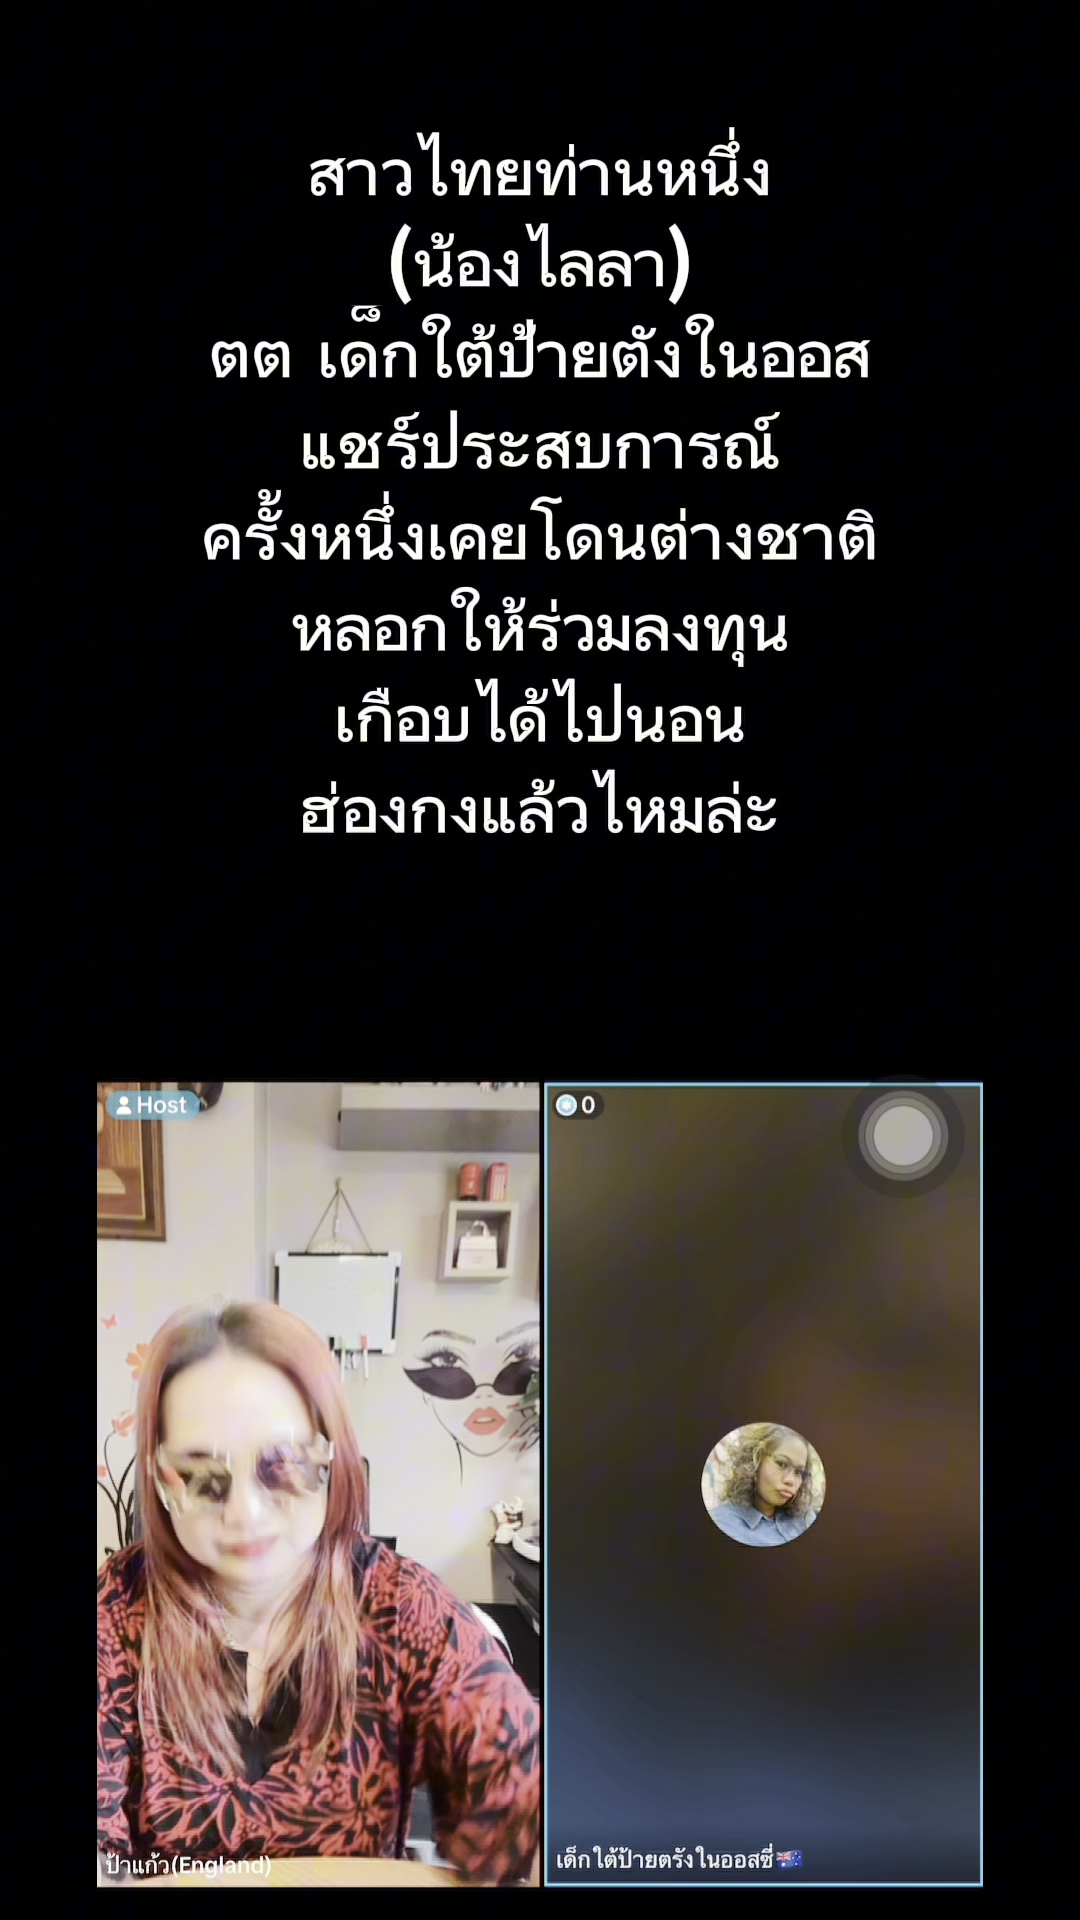 สาวไทยท่านหนึ่ง
(น้องไลลา)
ตต เด็กใต้ป้ายตังในออส
แชร์ประสบการณ์
ครั้งหนึ่งเคยโดนต่างชาติ
หลอกให้ร่วมลงทุน
เกือบได้ไปนอน
ฮ่องกงแล้วไหมล่ะ
Host
0
ป้าแก้ว(England)
เด็กใต้ป้ายตรังในออสซี่🇦🇺